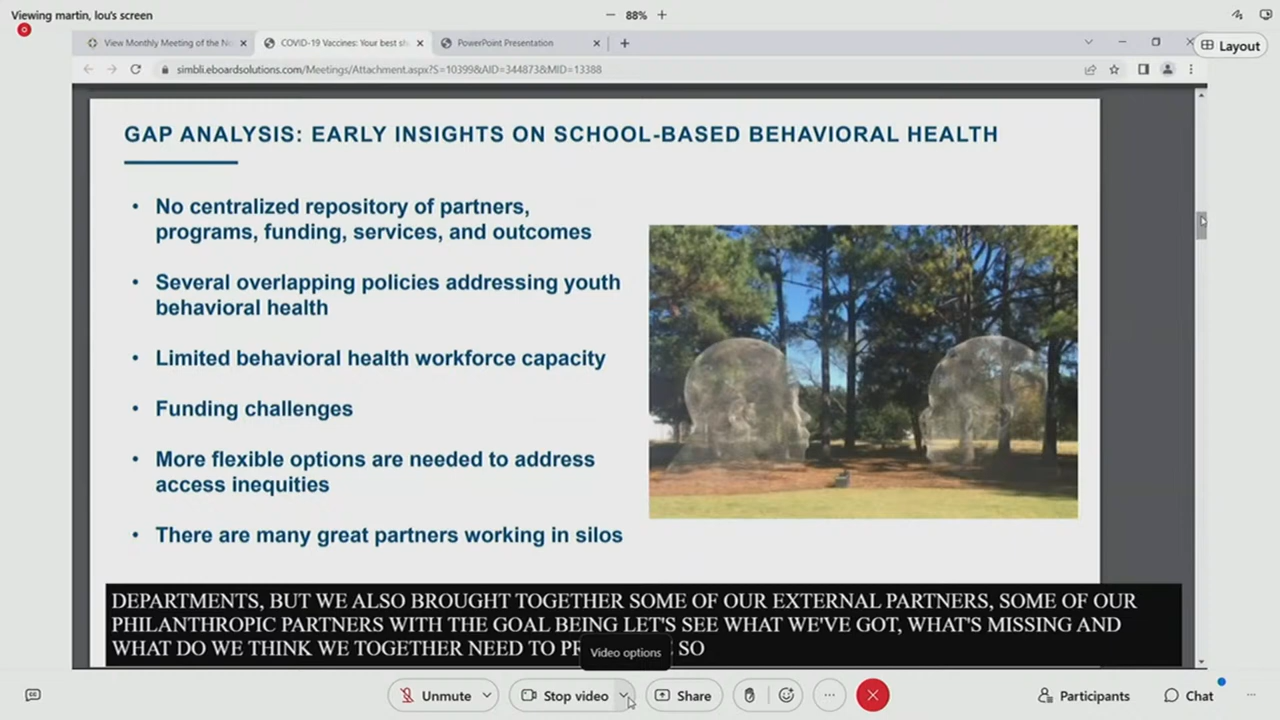 Viewing martin, lou's screen
88%
View Monthly Meeting of the No
COVID-19 Vaccines: Your best sh
PowerPoint Presentation
Layout
simbli.eboardsolutions.com/Meetings/Attachment.aspx?S=10399&AID=344873&MID=13388
GAP ANALYSIS: EARLY INSIGHTS ON SCHOOL-BASED BEHAVIORAL HEALTH
• No centralized repository of partners,
programs, funding, services, and outcomes
• Several overlapping policies addressing youth
behavioral health
• Limited behavioral health workforce capacity
• Funding challenges
• More flexible options are needed to address
access inequities
• There are many great partners working in silos
DEPARTMENTS, BUT WE ALSO BROUGHT TOGETHER SOME OF OUR EXTERNAL PARTNERS, SOME OF OUR
PHILANTHROPIC PARTNERS WITH THE GOAL BEING LET'S SEE WHAT WE'VE GOT, WHAT'S MISSING AND
WHAT DO WE THINK WE TOGETHER NEED TO SO
Video options
Unmute
Stop video
Share
Participants
Chat